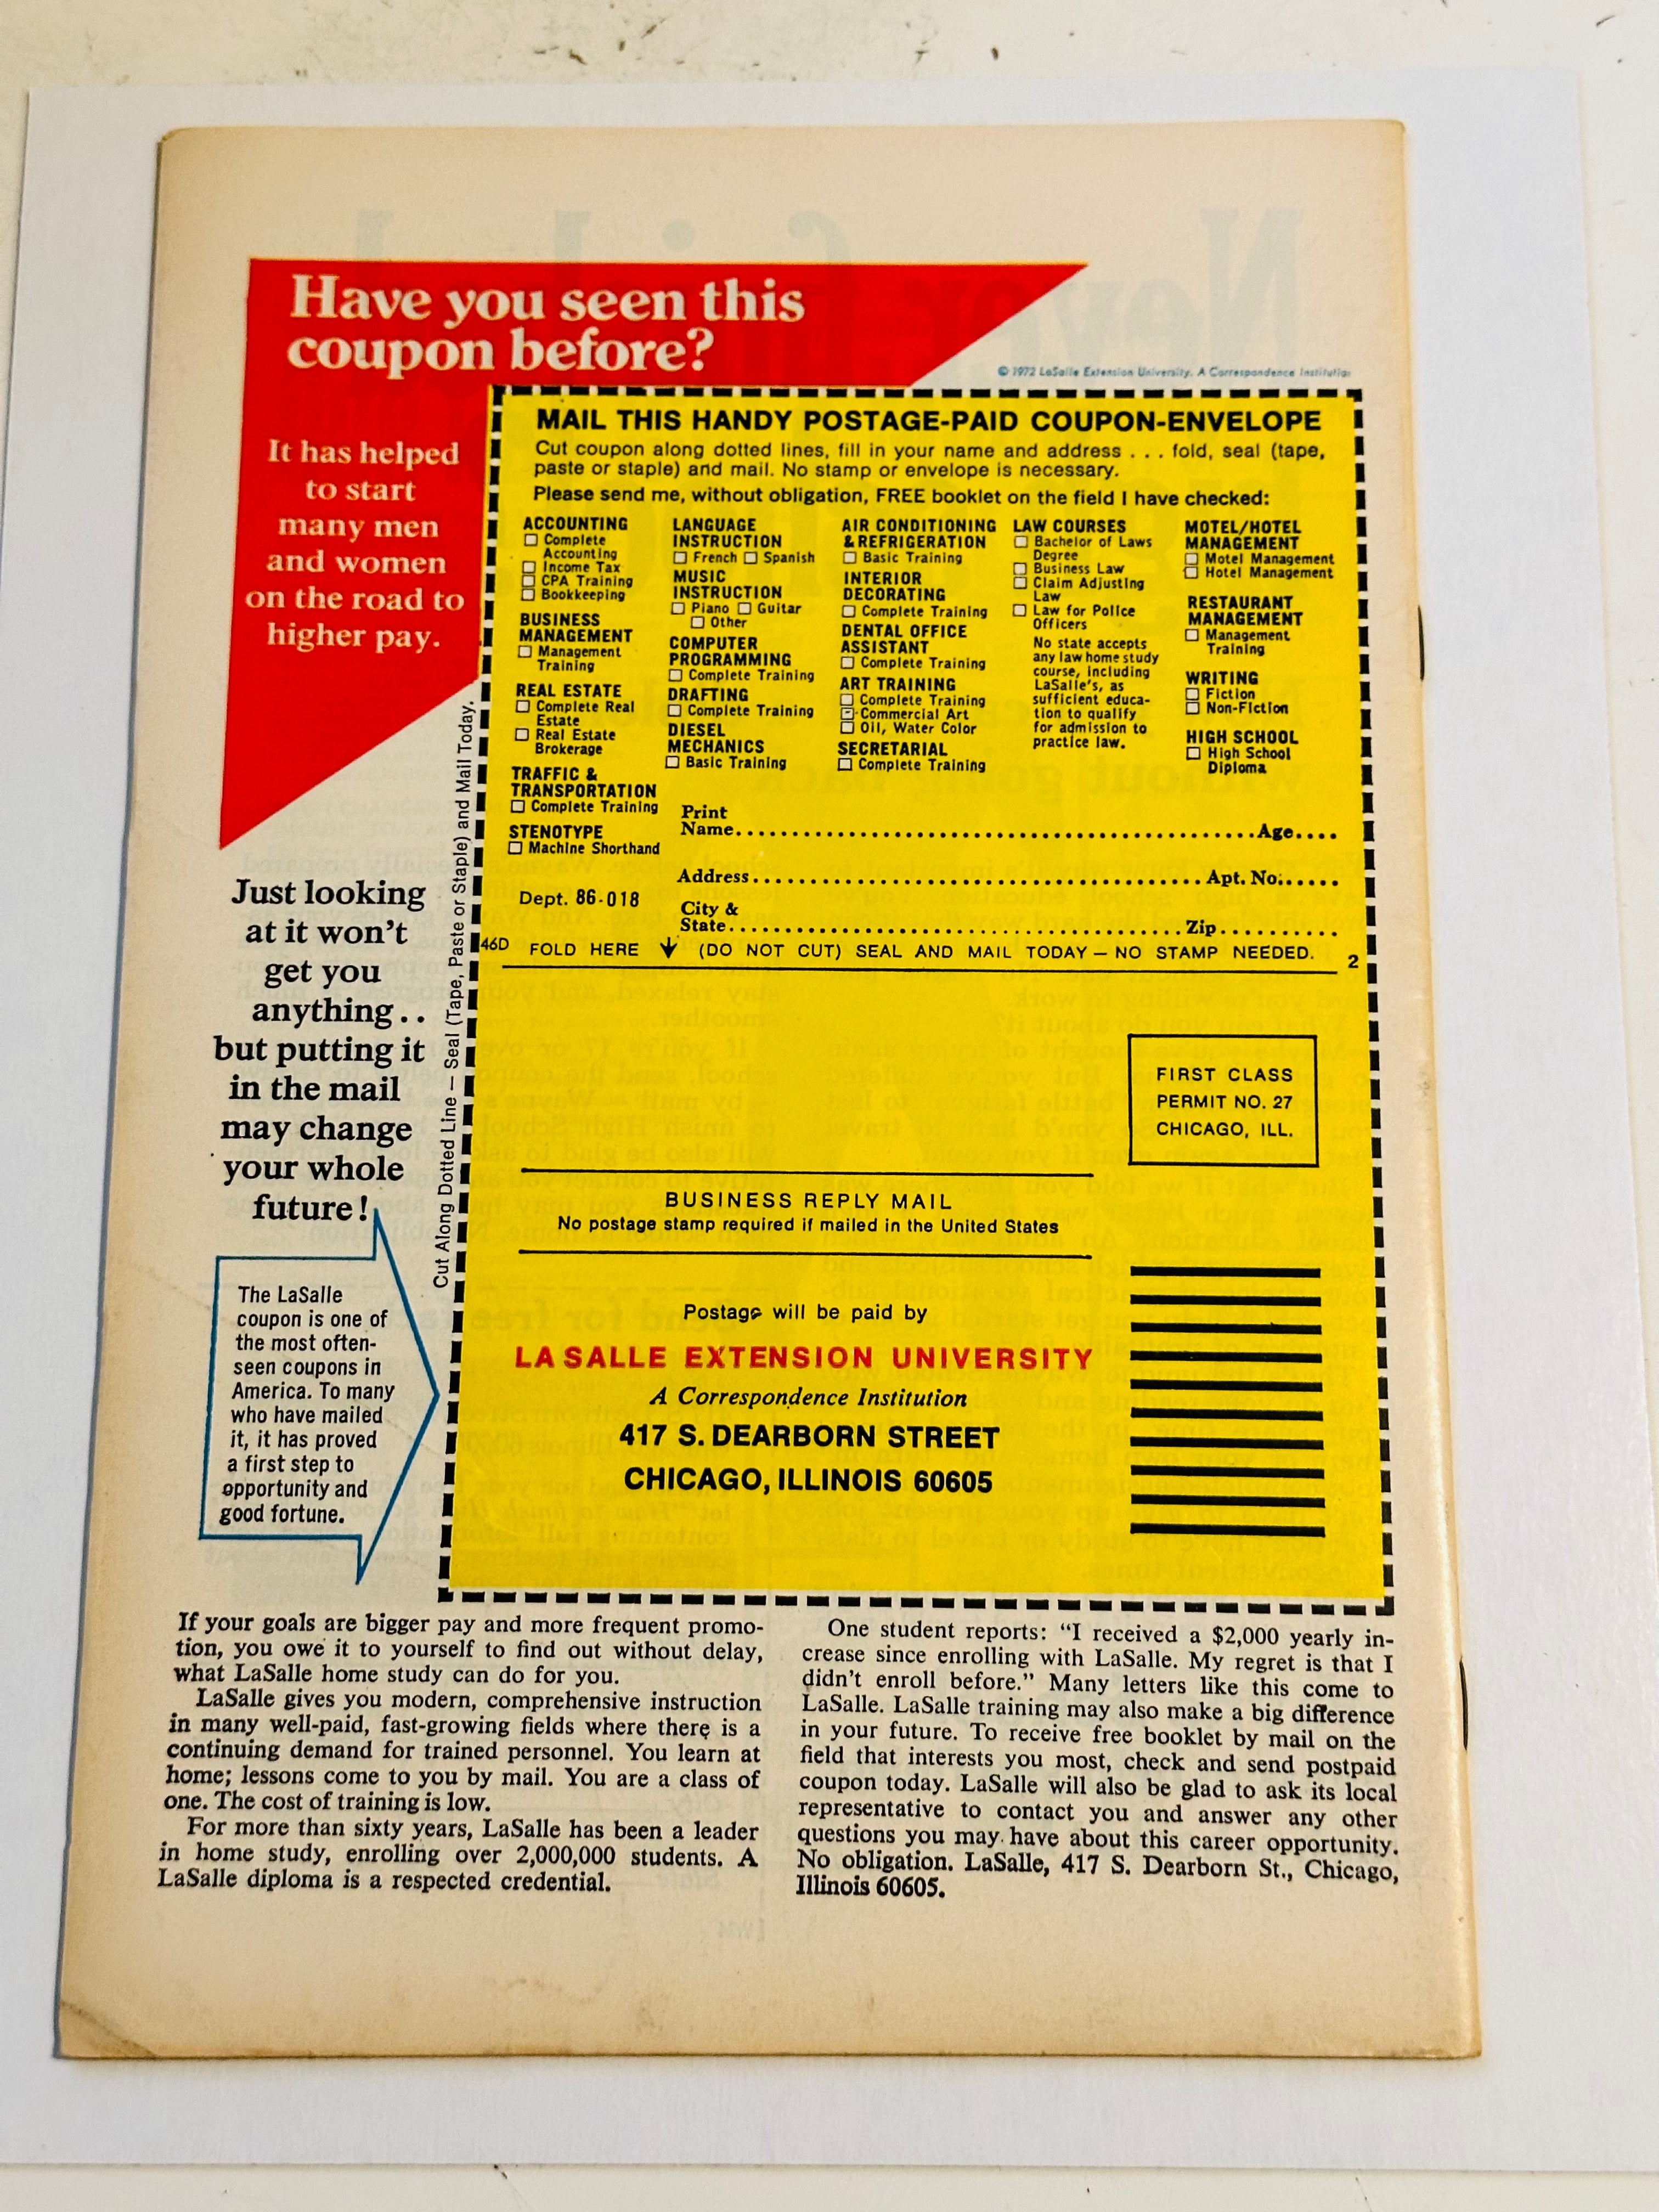 Have you seen this
coupon before?
© 1972 LaSalle Extension University. A Correspondence Institution
It has helped
to start
many men
and women
on the road to
higher pay.
Just looking
at it won't
get you
anything . .
but putting it
in the mail
may change
your whole
future!
The LaSalle
coupon is one of
the most often-
seen coupons in
America. To many
who have mailed
it, it has proved
a first step to
opportunity and
good fortune.
Cut Along Dotted Line — Seal (Tape, Paste or Staple) and Mail Today.
MAIL THIS HANDY POSTAGE-PAID COUPON-ENVELOPE
Cut coupon along dotted lines, fill in your name and address . . . fold, seal (tape,
paste or staple) and mail. No stamp or envelope is necessary.
Please send me, without obligation, FREE booklet on the field I have checked:
ACCOUNTING
☐ Complete
Accounting
☐ Income Tax
☐ CPA Training
☐ Bookkeeping
BUSINESS
MANAGEMENT
☐ Management
Training
REAL ESTATE
☐ Complete Real
Estate
☐ Real Estate
Brokerage
TRAFFIC &
TRANSPORTATION
☐ Complete Training
STENOTYPE
☐ Machine Shorthand
LANGUAGE
INSTRUCTION
☐ French ☐ Spanish
MUSIC
INSTRUCTION
☐ Piano ☐ Guitar
☐ Other
COMPUTER
PROGRAMMING
☐ Complete Training
DRAFTING
☐ Complete Training
DIESEL
MECHANICS
☐ Basic Training
AIR CONDITIONING
& REFRIGERATION
☐ Basic Training
INTERIOR
DECORATING
☐ Complete Training
DENTAL OFFICE
ASSISTANT
☐ Complete Training
ART TRAINING
☐ Complete Training
☐ Commercial Art
☐ Oil, Water Color
SECRETARIAL
☐ Complete Training
LAW COURSES
☐ Bachelor of Laws
Degree
☐ Business Law
☐ Claim Adjusting
Law
☐ Law for Police
Officers
No state accepts
any law home study
course, including
LaSalle's, as
sufficient educa-
tion to qualify
for admission to
practice law.
MOTEL/HOTEL
MANAGEMENT
☐ Motel Management
☐ Hotel Management
RESTAURANT
MANAGEMENT
☐ Management
Training
WRITING
☐ Fiction
☐ Non-Fiction
HIGH SCHOOL
☐ High School
Diploma
Print
Name.......................................Age....
Address.......................................Apt. No......
Dept. 86-018
City &
State.......................................Zip..........
46D FOLD HERE ↓ (DO NOT CUT) SEAL AND MAIL TODAY — NO STAMP NEEDED. 2
FIRST CLASS
PERMIT NO. 27
CHICAGO, ILL.
BUSINESS REPLY MAIL
No postage stamp required if mailed in the United States
Postage will be paid by
LA SALLE EXTENSION UNIVERSITY
A Correspondence Institution
417 S. DEARBORN STREET
CHICAGO, ILLINOIS 60605
If your goals are bigger pay and more frequent promo-
tion, you owe it to yourself to find out without delay,
what LaSalle home study can do for you.
LaSalle gives you modern, comprehensive instruction
in many well-paid, fast-growing fields where there is a
continuing demand for trained personnel. You learn at
home; lessons come to you by mail. You are a class of
one. The cost of training is low.
For more than sixty years, LaSalle has been a leader
in home study, enrolling over 2,000,000 students. A
LaSalle diploma is a respected credential.
One student reports: "I received a $2,000 yearly in-
crease since enrolling with LaSalle. My regret is that I
didn't enroll before." Many letters like this come to
LaSalle. LaSalle training may also make a big difference
in your future. To receive free booklet by mail on the
field that interests you most, check and send postpaid
coupon today. LaSalle will also be glad to ask its local
representative to contact you and answer any other
questions you may have about this career opportunity.
No obligation. LaSalle, 417 S. Dearborn St., Chicago,
Illinois 60605.